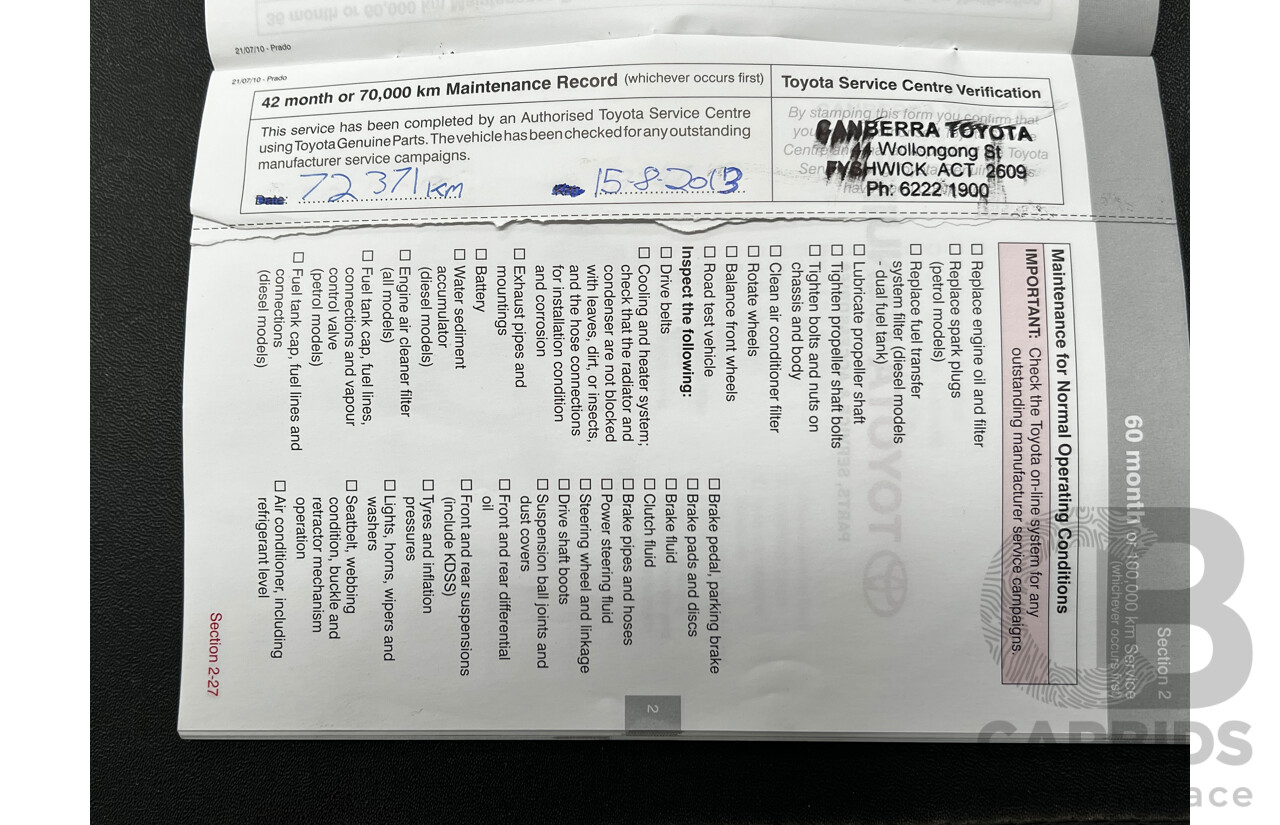 36 month or 60,000 km Maintenance
21/07/10 - Prado
21/07/10 - Prado
42 month or 70,000 km Maintenance Record (whichever occurs first)
This service has been completed by an Authorised Toyota Service Centre
using Toyota Genuine Parts. The vehicle has been checked for any outstanding
manufacturer service campaigns.
Date: 72 371 KM 15-8-2013
Toyota Service Centre Verification
By stamping this form you confirm that
CANBERRA TOYOTA
44 Wollongong St
FYSHWICK ACT 2609
Ph: 6222 1900
Toyota
Section 2
60 month or 100,000 km Service
(whichever occurs first)
Maintenance for Normal Operating Conditions
IMPORTANT: Check the Toyota on-line system for any
outstanding manufacturer service campaigns.
☐ Replace engine oil and filter
☐ Replace spark plugs
(petrol models)
☐ Replace fuel transfer
system filter (diesel models
- dual fuel tank)
☐ Lubricate propeller shaft
☐ Tighten propeller shaft bolts
☐ Tighten bolts and nuts on
chassis and body
☐ Clean air conditioner filter
☐ Rotate wheels
☐ Balance front wheels
☐ Road test vehicle
Inspect the following:
☐ Drive belts
☐ Cooling and heater system;
check that the radiator and
condenser are not blocked
with leaves, dirt, or insects,
and the hose connections
for installation condition
and corrosion
☐ Exhaust pipes and
mountings
☐ Battery
☐ Water sediment
accumulator
(diesel models)
☐ Engine air cleaner filter
(all models)
☐ Fuel tank cap, fuel lines,
connections and vapour
control valve
(petrol models)
☐ Fuel tank cap, fuel lines and
connections
(diesel models)
☐ Brake pedal, parking brake
☐ Brake pads and discs
☐ Brake fluid
☐ Clutch fluid
☐ Brake pipes and hoses
☐ Power steering fluid
☐ Steering wheel and linkage
☐ Drive shaft boots
☐ Suspension ball joints and
dust covers
☐ Front and rear differential
oil
☐ Front and rear suspensions
(include KDSS)
☐ Tyres and inflation
pressures
☐ Lights, horns, wipers and
washers
☐ Seatbelt, webbing
condition, buckle and
retractor mechanism
operation
☐ Air conditioner, including
refrigerant level
2
Section 2-27
TOYOTA
B